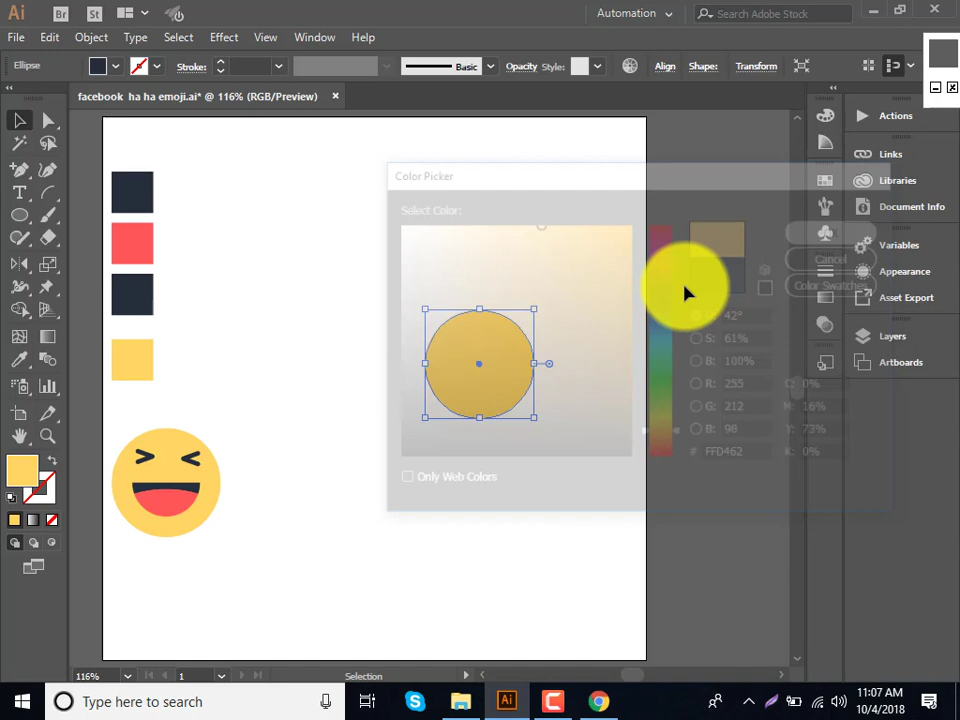 Ai Br St Automation Search Adobe Stock
File Edit Object Type Select Effect View Window Help
Ellipse Stroke: Basic Opacity Style: Align Shape: Transform
facebook ha ha emoji.ai* @ 116% (RGB/Preview) ×
Color Picker
Select Color:
Cancel
Color Swatches
42°
S: 61%
B: 100%
R: 255 C: 0%
G: 212 M: 16%
B: 98 Y: 73%
# FFD462 K: 0%
Only Web Colors
Actions
Links
Libraries
Document Info
Variables
Appearance
Asset Export
Layers
Artboards
116% 1 Selection
Type here to search
Ai
11:07 AM
10/4/2018